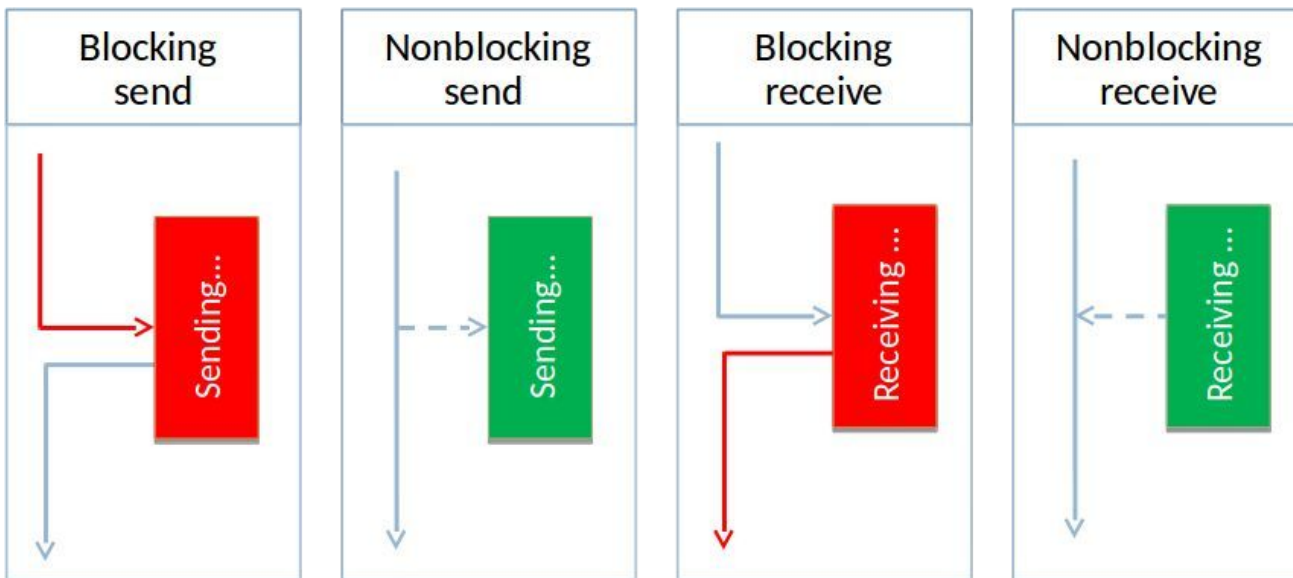 Blocking
send
Nonblocking
send
Blocking
receive
Nonblocking
receive
Sending...
Sending...
Receiving ...
Receiving ...